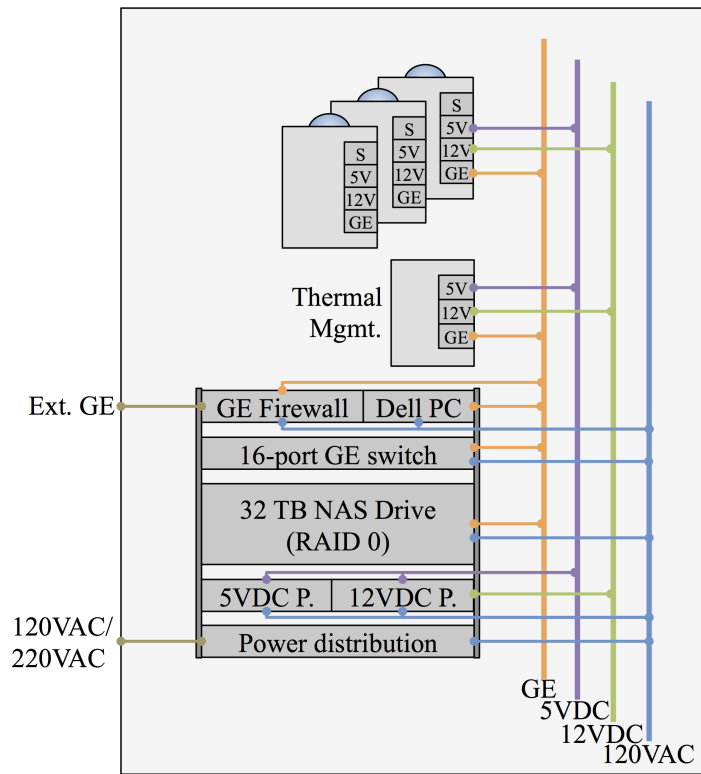 S
5V
12V
GE
S
5V
12V
GE
S
5V
12V
GE
Thermal
Mgmt.
5V
12V
GE
Ext. GE
GE Firewall
Dell PC
16-port GE switch
32 TB NAS Drive
(RAID 0)
5VDC P.
12VDC P.
120VAC/
220VAC
Power distribution
GE
5VDC
12VDC
120VAC